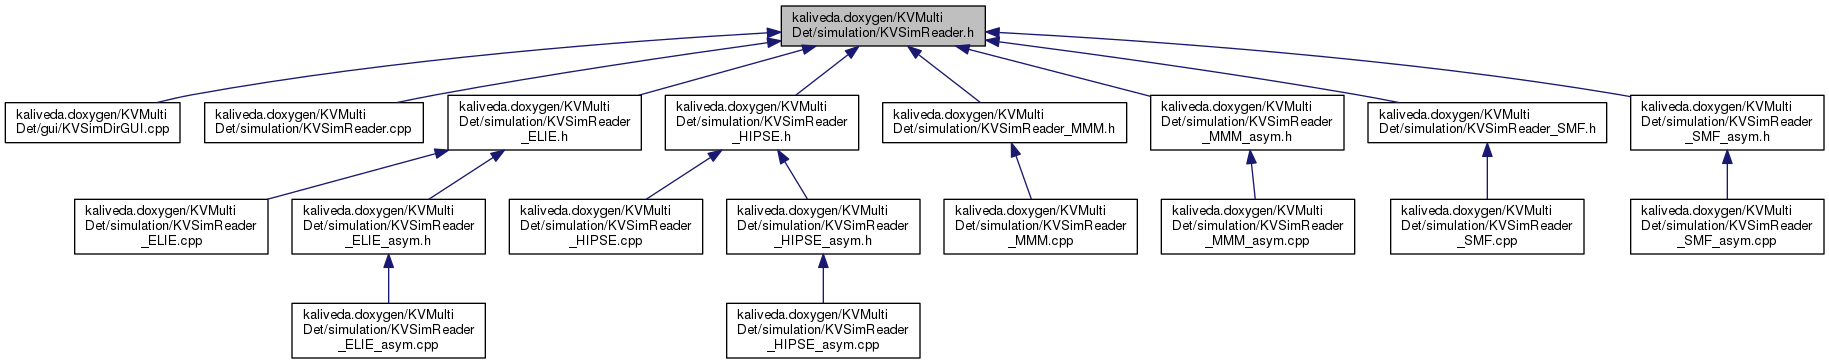 kaliveda.doxygen/KVMulti
Det/simulation/KVSimReader.h
kaliveda.doxygen/KVMulti
Det/gui/KVSimDirGUI.cpp
kaliveda.doxygen/KVMulti
Det/simulation/KVSimReader.cpp
kaliveda.doxygen/KVMulti
Det/simulation/KVSimReader
_ELIE.h
kaliveda.doxygen/KVMulti
Det/simulation/KVSimReader
_HIPSE.h
kaliveda.doxygen/KVMulti
Det/simulation/KVSimReader_MMM.h
kaliveda.doxygen/KVMulti
Det/simulation/KVSimReader
_MMM_asym.h
kaliveda.doxygen/KVMulti
Det/simulation/KVSimReader_SMF.h
kaliveda.doxygen/KVMulti
Det/simulation/KVSimReader
_SMF_asym.h
kaliveda.doxygen/KVMulti
Det/simulation/KVSimReader
_ELIE.cpp
kaliveda.doxygen/KVMulti
Det/simulation/KVSimReader
_ELIE_asym.h
kaliveda.doxygen/KVMulti
Det/simulation/KVSimReader
_HIPSE.cpp
kaliveda.doxygen/KVMulti
Det/simulation/KVSimReader
_HIPSE_asym.h
kaliveda.doxygen/KVMulti
Det/simulation/KVSimReader
_MMM.cpp
kaliveda.doxygen/KVMulti
Det/simulation/KVSimReader
_MMM_asym.cpp
kaliveda.doxygen/KVMulti
Det/simulation/KVSimReader
_SMF.cpp
kaliveda.doxygen/KVMulti
Det/simulation/KVSimReader
_SMF_asym.cpp
kaliveda.doxygen/KVMulti
Det/simulation/KVSimReader
_ELIE_asym.cpp
kaliveda.doxygen/KVMulti
Det/simulation/KVSimReader
_HIPSE_asym.cpp